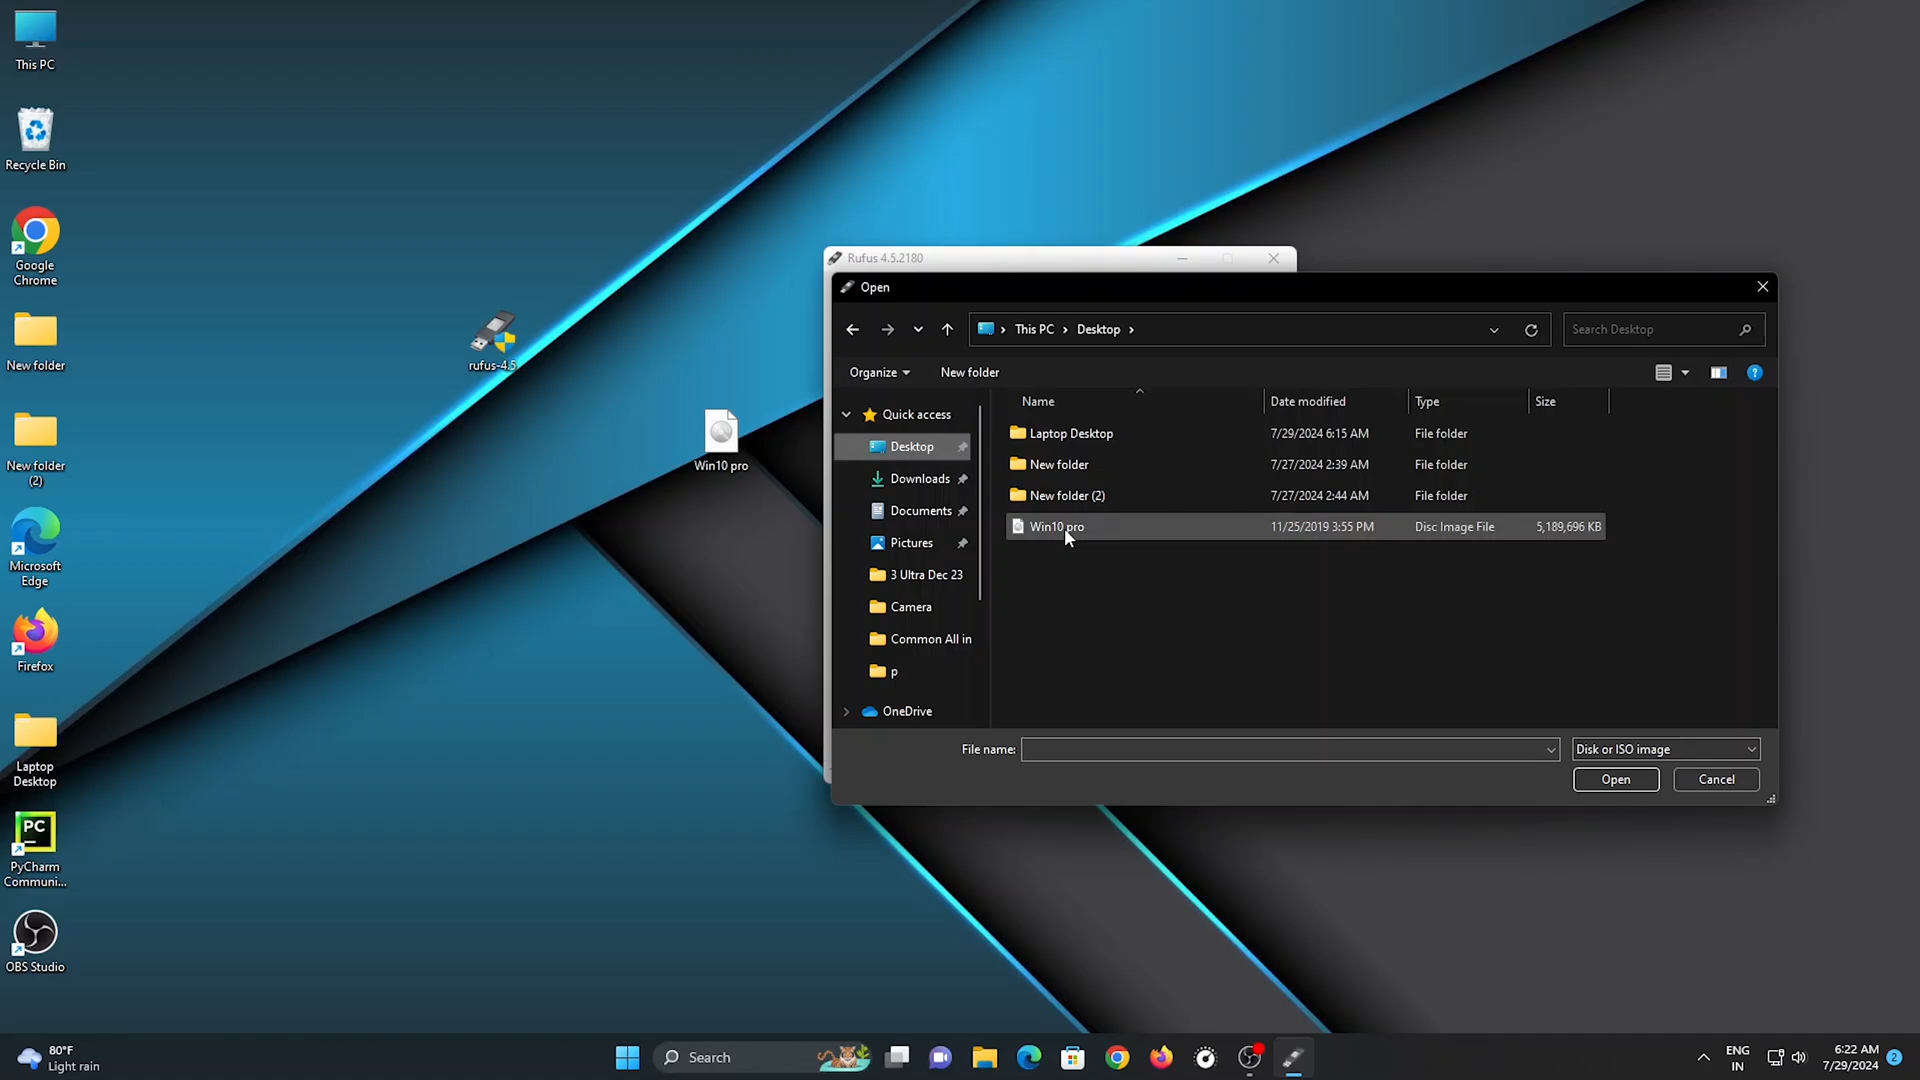 This PC
Recycle Bin
Google
Chrome
New folder
New folder
(2)
Microsoft
Edge
Firefox
Laptop
Desktop
PC
PyCharm
Communi...
OBS Studio
rufus-4.5
Win10 pro
Rufus 4.5.2180
Open
This PC > Desktop >
Search Desktop
Organize
New folder
Quick access
Desktop
Downloads
Documents
Pictures
3 Ultra Dec 23
Camera
Common All in
p
OneDrive
Name Date modified Type Size
Laptop Desktop 7/29/2024 6:15 AM File folder
New folder 7/27/2024 2:39 AM File folder
New folder (2) 7/27/2024 2:44 AM File folder
Win10 pro 11/25/2019 3:55 PM Disc Image File 5,189,696 KB
File name:
Disk or ISO image
Open
Cancel
80°F
Light rain
Search
ENG
IN
6:22 AM
7/29/2024
2